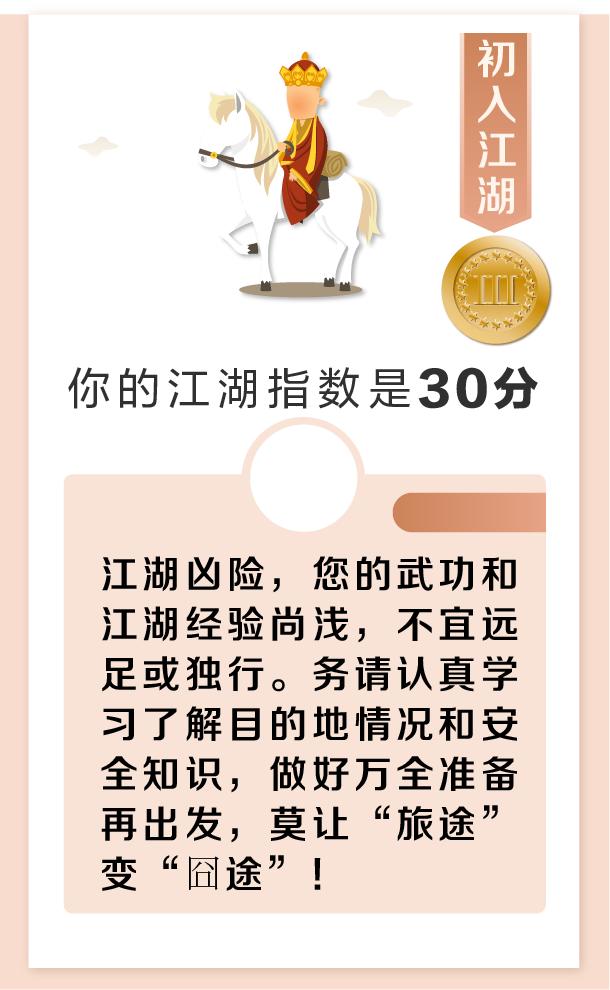 初入江湖
III
你的江湖指数是30分
江湖凶险，您的武功和
江湖经验尚浅，不宜远
足或独行。务请认真学
习了解目的地情况和安
全知识，做好万全准备
再出发，莫让“旅途”
变“囧途”！